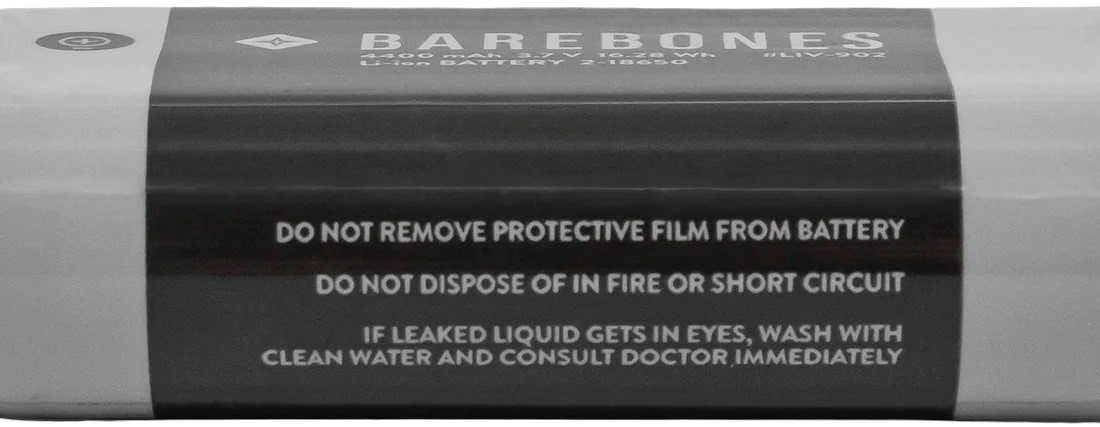 BAREBONES
4400 mAh 3.7 V 16.28 Wh #LIV-902
Li-ion BATTERY 2-18650
DO NOT REMOVE PROTECTIVE FILM FROM BATTERY
DO NOT DISPOSE OF IN FIRE OR SHORT CIRCUIT
IF LEAKED LIQUID GETS IN EYES, WASH WITH
CLEAN WATER AND CONSULT DOCTOR IMMEDIATELY